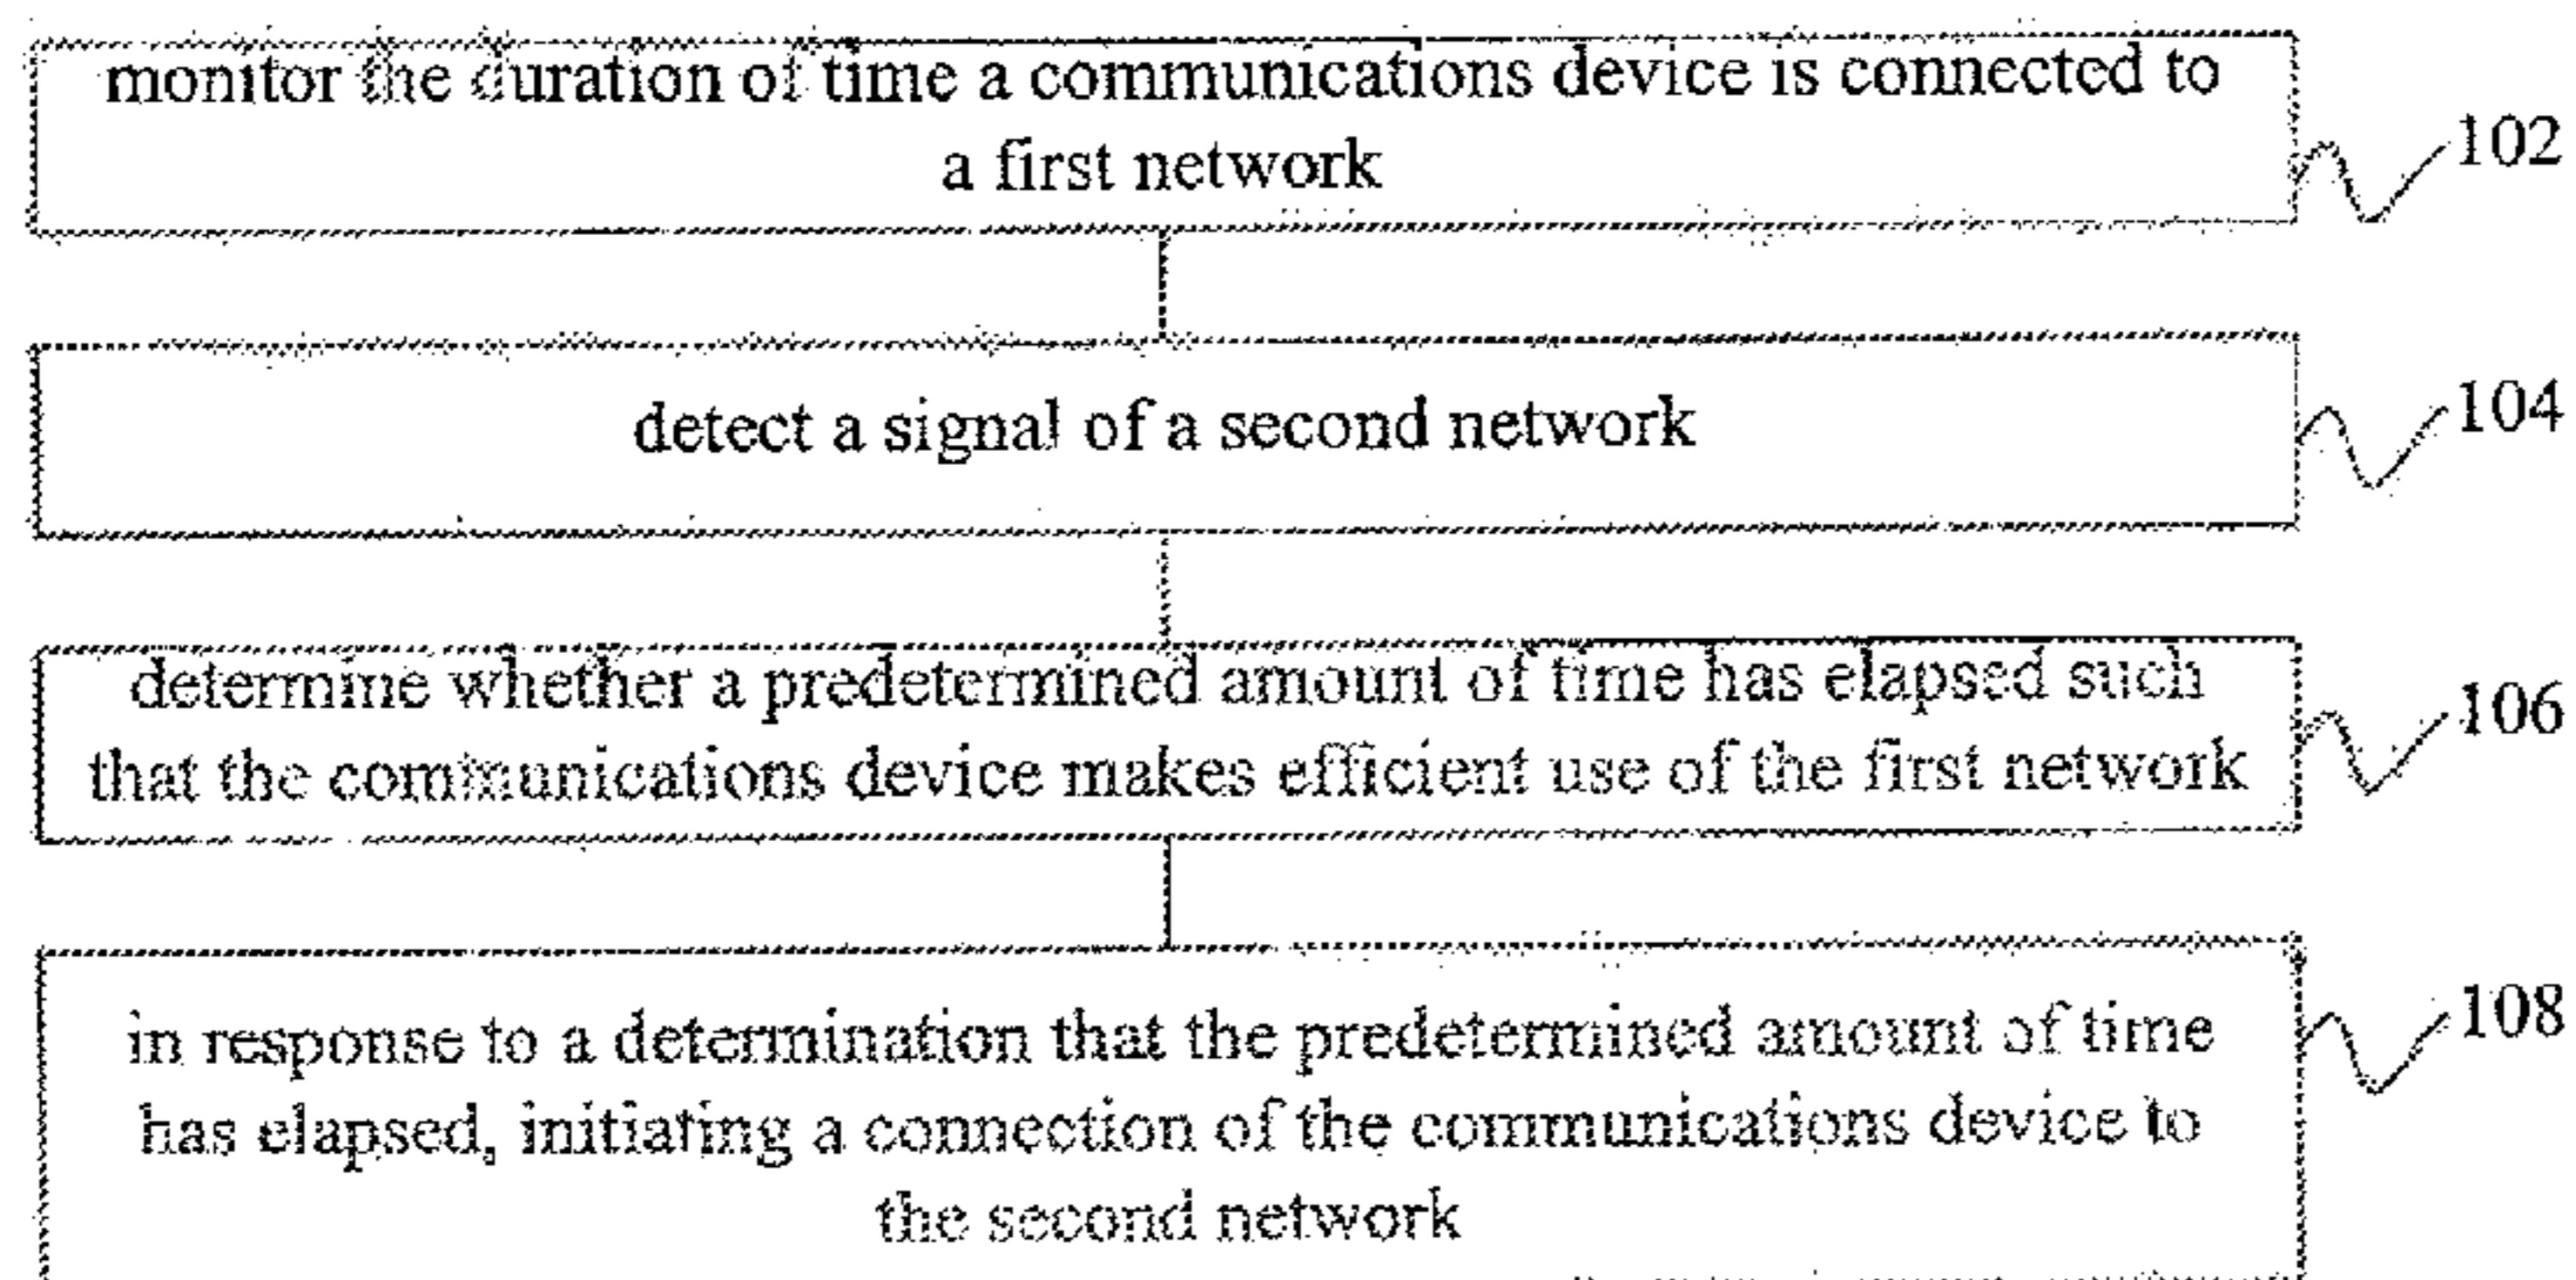 monitor the duration of time a communications device is connected to
a first network
102
detect a signal of a second network
104
determine whether a predetermined amount of time has elapsed such
that the communications device makes efficient use of the first network
106
in response to a determination that the predetermined amount of time
has elapsed, initiating a connection of the communications device to
the second network
108